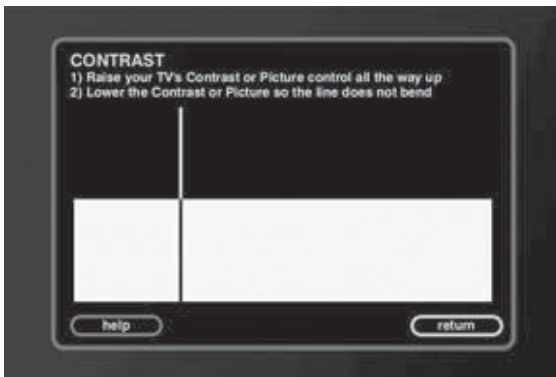 CONTRAST
1) Raise your TV's Contrast or Picture control all the way up
2) Lower the Contrast or Picture so the line does not bend
help
return